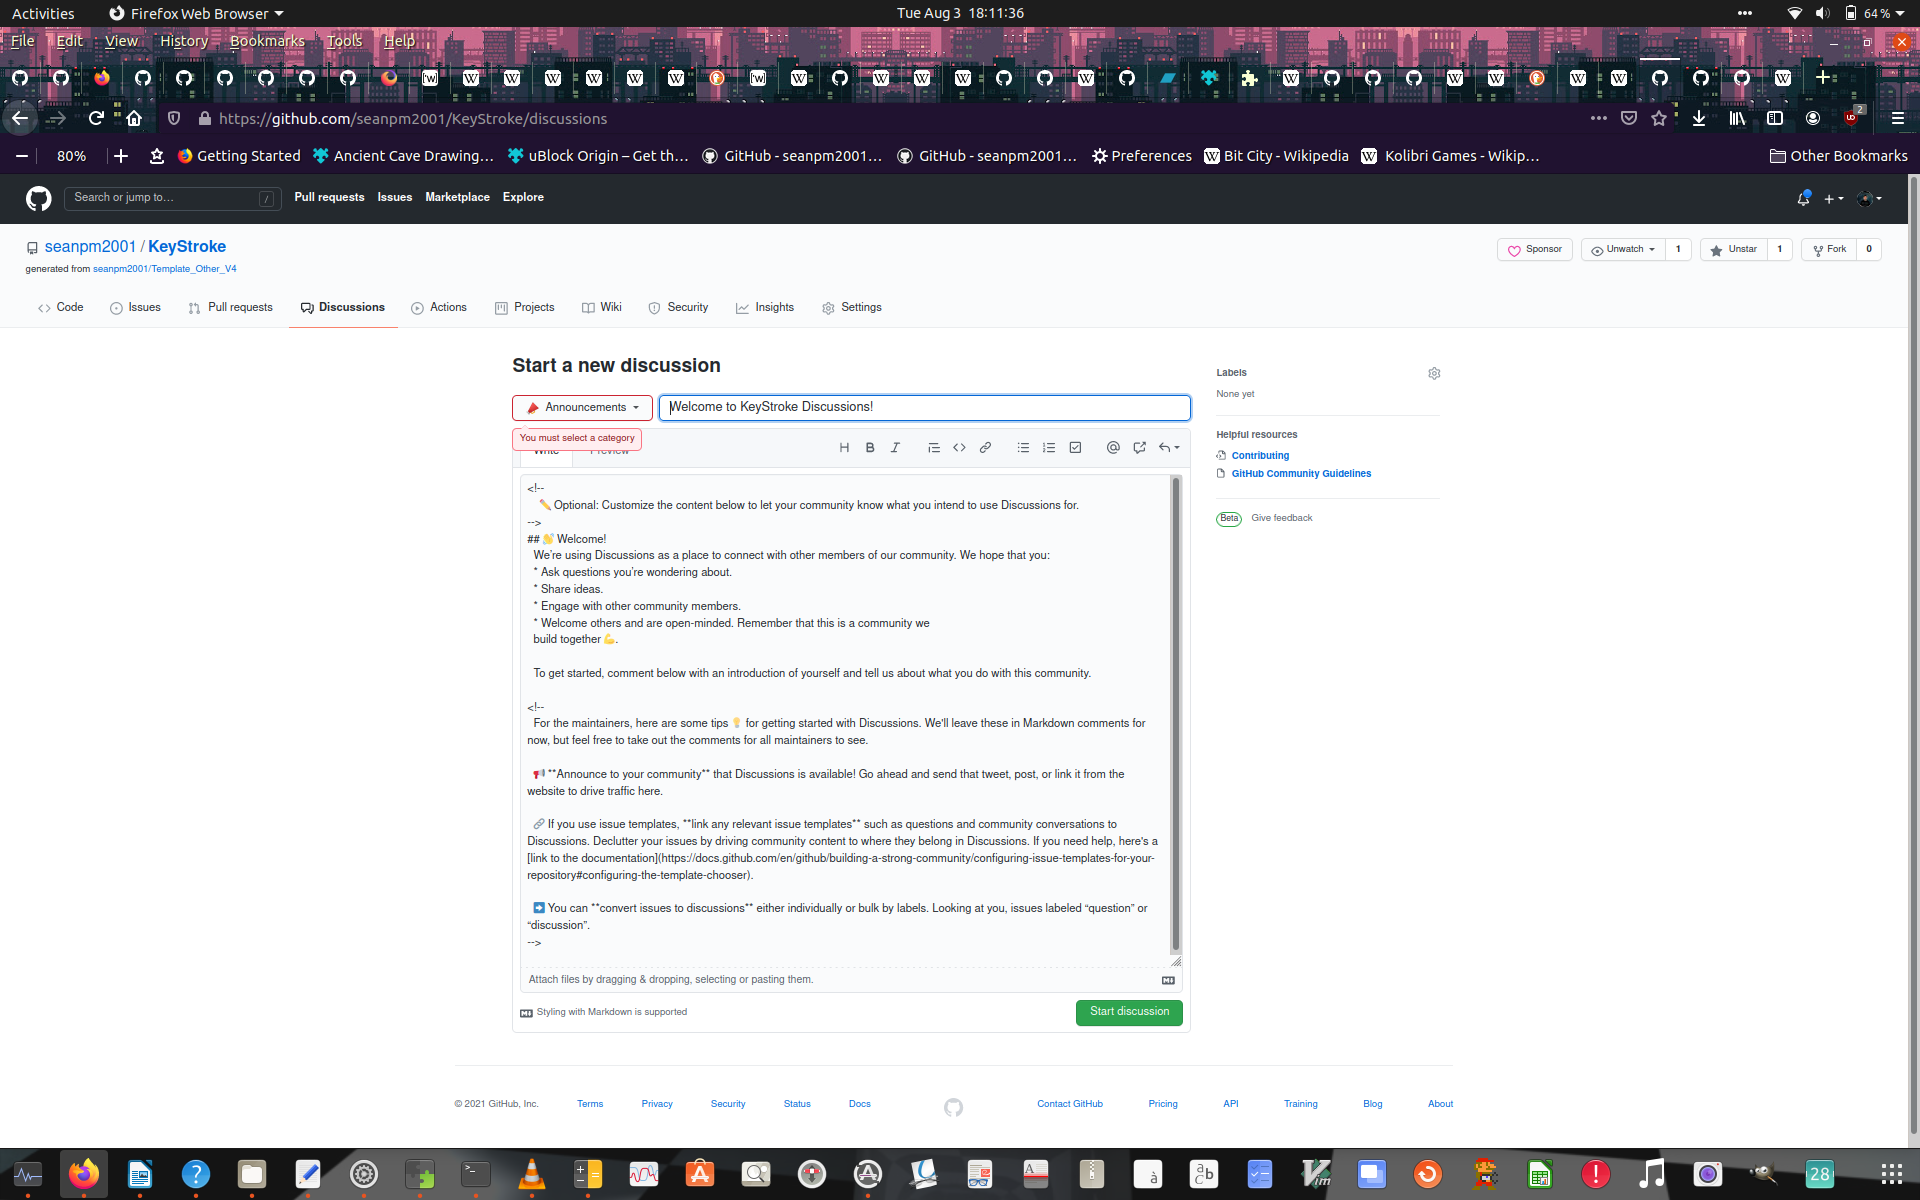 Activities
Firefox Web Browser
Tue Aug 3 18:11:36
64 %
File Edit View History Bookmarks Tools Help
https://github.com/seanpm2001/KeyStroke/discussions
2
80%
Getting Started
Ancient Cave Drawing…
uBlock Origin – Get th…
GitHub - seanpm2001…
GitHub - seanpm2001…
Preferences
Bit City - Wikipedia
Kolibri Games - Wikip…
Other Bookmarks
Search or jump to…
/
Pull requests
Issues
Marketplace
Explore
seanpm2001 / KeyStroke
generated from seanpm2001/Template_Other_V4
Sponsor
Unwatch
1
Unstar
1
Fork
0
Code
Issues
Pull requests
Discussions
Actions
Projects
Wiki
Security
Insights
Settings
Start a new discussion
Announcements
Welcome to KeyStroke Discussions!
You must select a category
Write
Preview
<!--
✏️ Optional: Customize the content below to let your community know what you intend to use Discussions for.
-->
## 👋 Welcome!
We’re using Discussions as a place to connect with other members of our community. We hope that you:
* Ask questions you’re wondering about.
* Share ideas.
* Engage with other community members.
* Welcome others and are open-minded. Remember that this is a community we
build together 💪.
To get started, comment below with an introduction of yourself and tell us about what you do with this community.
<!--
For the maintainers, here are some tips 💡 for getting started with Discussions. We'll leave these in Markdown comments for
now, but feel free to take out the comments for all maintainers to see.
📢 **Announce to your community** that Discussions is available! Go ahead and send that tweet, post, or link it from the
website to drive traffic here.
🔗 If you use issue templates, **link any relevant issue templates** such as questions and community conversations to
Discussions. Declutter your issues by driving community content to where they belong in Discussions. If you need help, here's a
[link to the documentation](https://docs.github.com/en/github/building-a-strong-community/configuring-issue-templates-for-your-
repository#configuring-the-template-chooser).
➡️ You can **convert issues to discussions** either individually or bulk by labels. Looking at you, issues labeled “question” or
“discussion”.
-->
Attach files by dragging & dropping, selecting or pasting them.
Styling with Markdown is supported
Start discussion
Labels
None yet
Helpful resources
Contributing
GitHub Community Guidelines
Beta
Give feedback
© 2021 GitHub, Inc.
Terms
Privacy
Security
Status
Docs
Contact GitHub
Pricing
API
Training
Blog
About
28